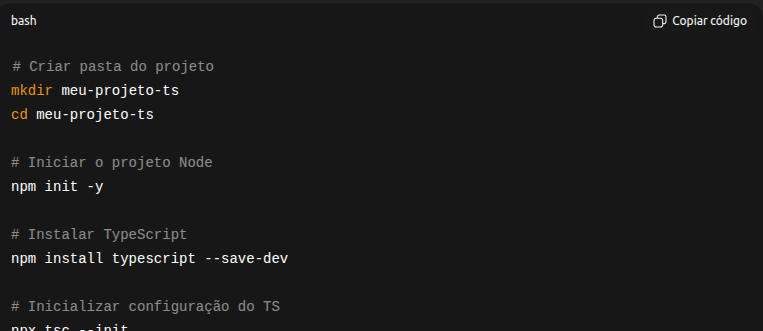 bash
Copiar código
# Criar pasta do projeto
mkdir meu-projeto-ts
cd meu-projeto-ts
# Iniciar o projeto Node
npm init -y
# Instalar TypeScript
npm install typescript --save-dev
# Inicializar configuração do TS
npx tsc --init